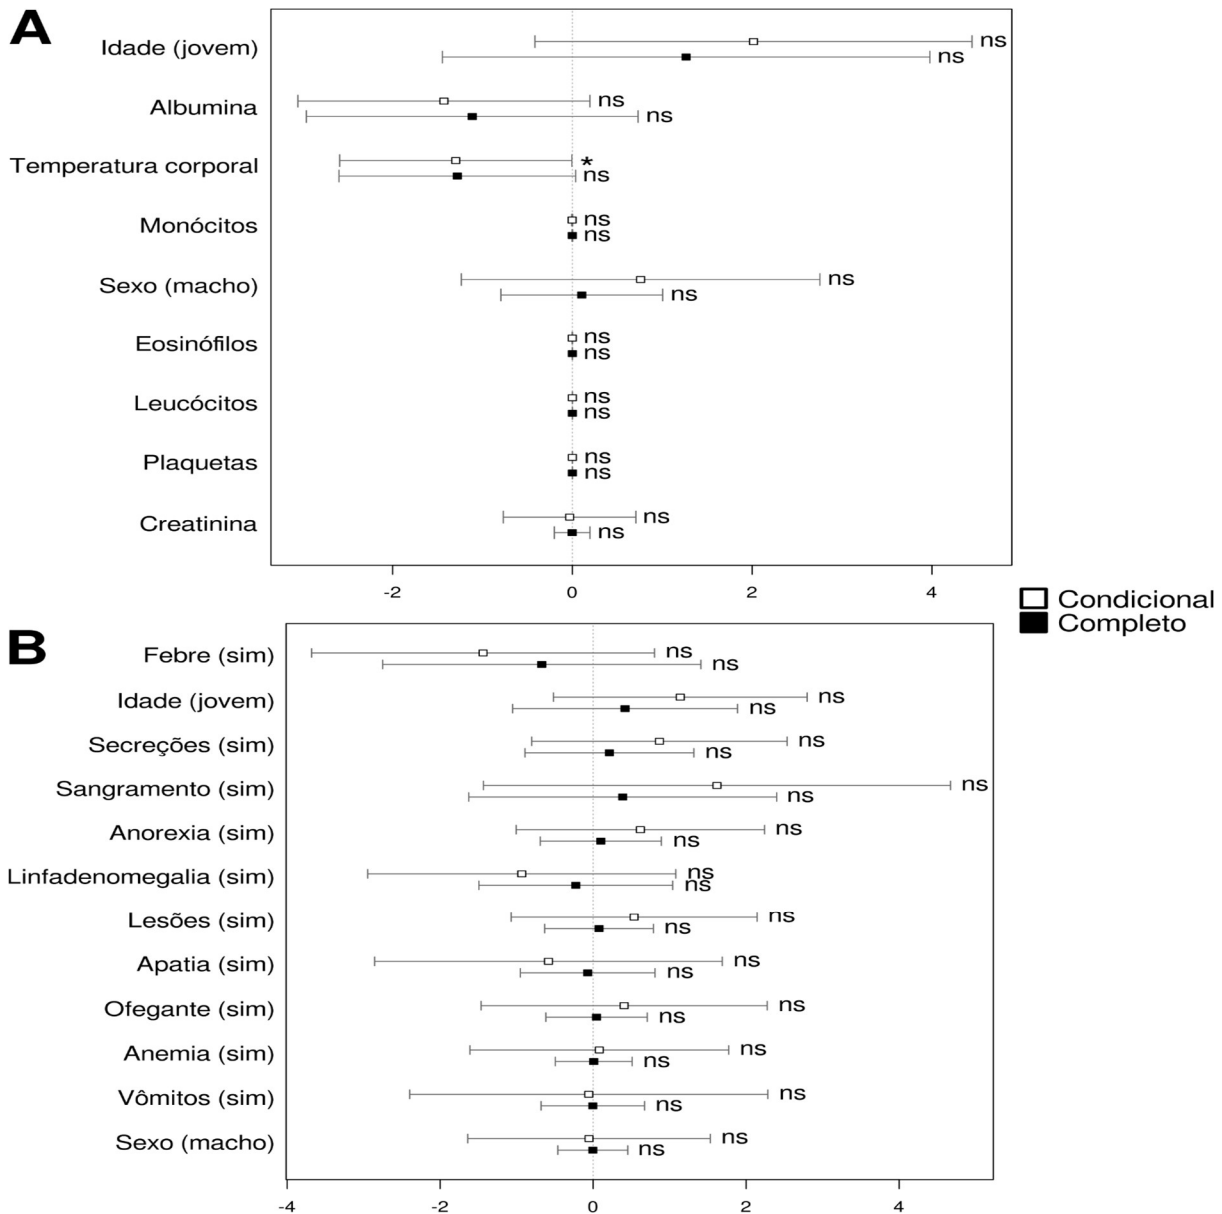 A
Idade (jovem)
ns
ns
Albumina
ns
ns
Temperatura corporal
*
ns
Monócitos
ns
ns
Sexo (macho)
ns
ns
Eosinófilos
ns
ns
Leucócitos
ns
ns
Plaquetas
ns
ns
Creatinina
ns
ns
-2 0 2 4
Condicional
Completo
B
Febre (sim)
ns
ns
Idade (jovem)
ns
ns
Secreções (sim)
ns
ns
Sangramento (sim)
ns
ns
Anorexia (sim)
ns
ns
Linfadenomegalia (sim)
ns
ns
Lesões (sim)
ns
ns
Apatia (sim)
ns
ns
Ofegante (sim)
ns
ns
Anemia (sim)
ns
ns
Vômitos (sim)
ns
ns
Sexo (macho)
ns
ns
-4 -2 0 2 4